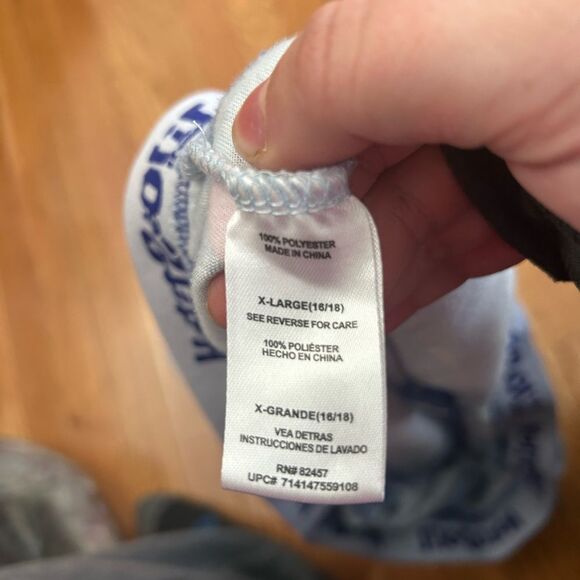 100% POLYESTER
MADE IN CHINA
X-LARGE(16/18)
SEE REVERSE FOR CARE
100% POLIÉSTER
HECHO EN CHINA
X-GRANDE(16/18)
VEA DETRAS
INSTRUCCIONES DE LAVADO
RN# 82457
UPC# 714147559108